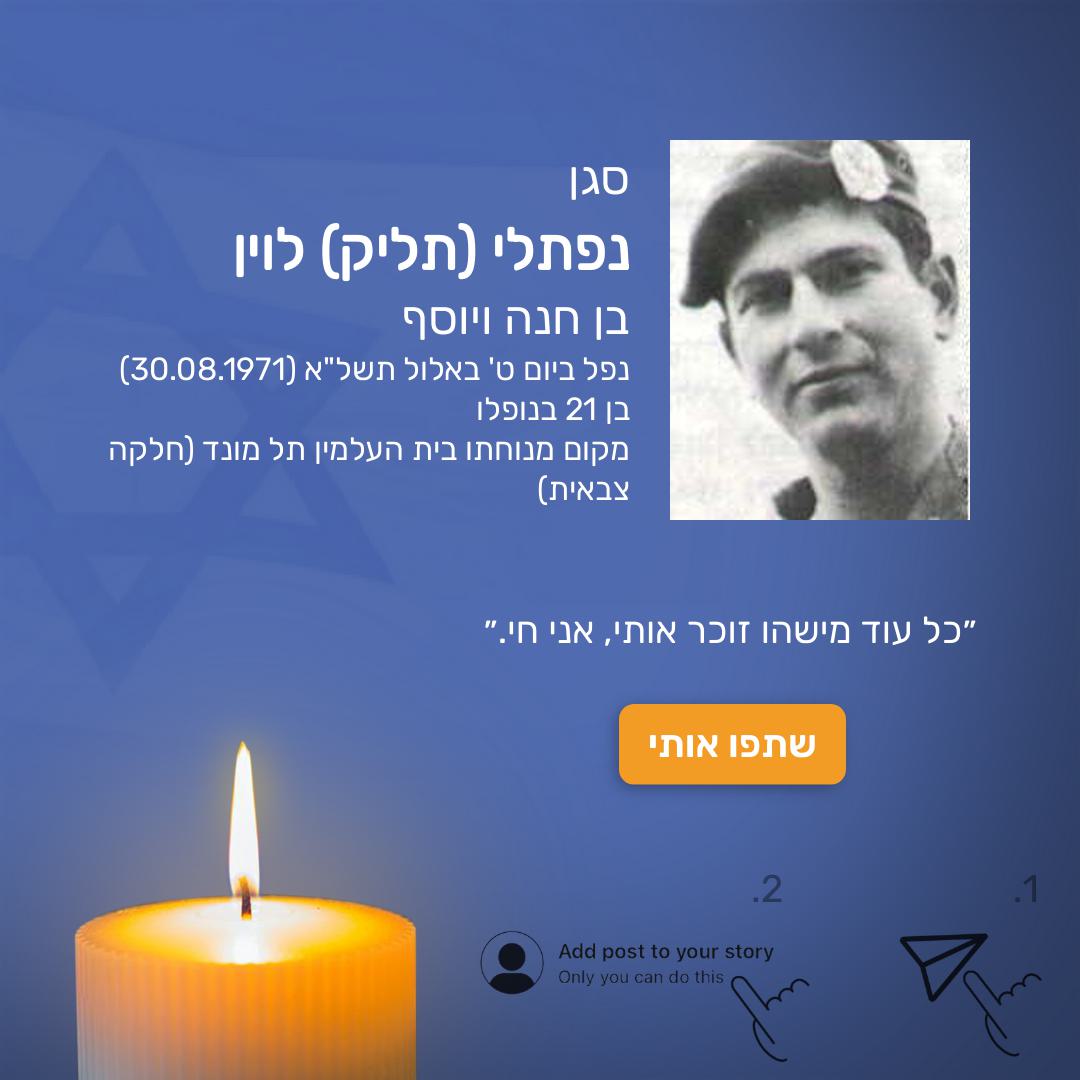 סגן
נפתלי (תליק) לוין
בן חנה ויוסף
נפל ביום ט' באלול תשל"א (30.08.1971)
בן 21 בנופלו
מקום מנוחתו בית העלמין תל מונד (חלקה
צבאית)
״כל עוד מישהו זוכר אותי, אני חי.״
שתפו אותי
1.
2.
Add post to your story
Only you can do this